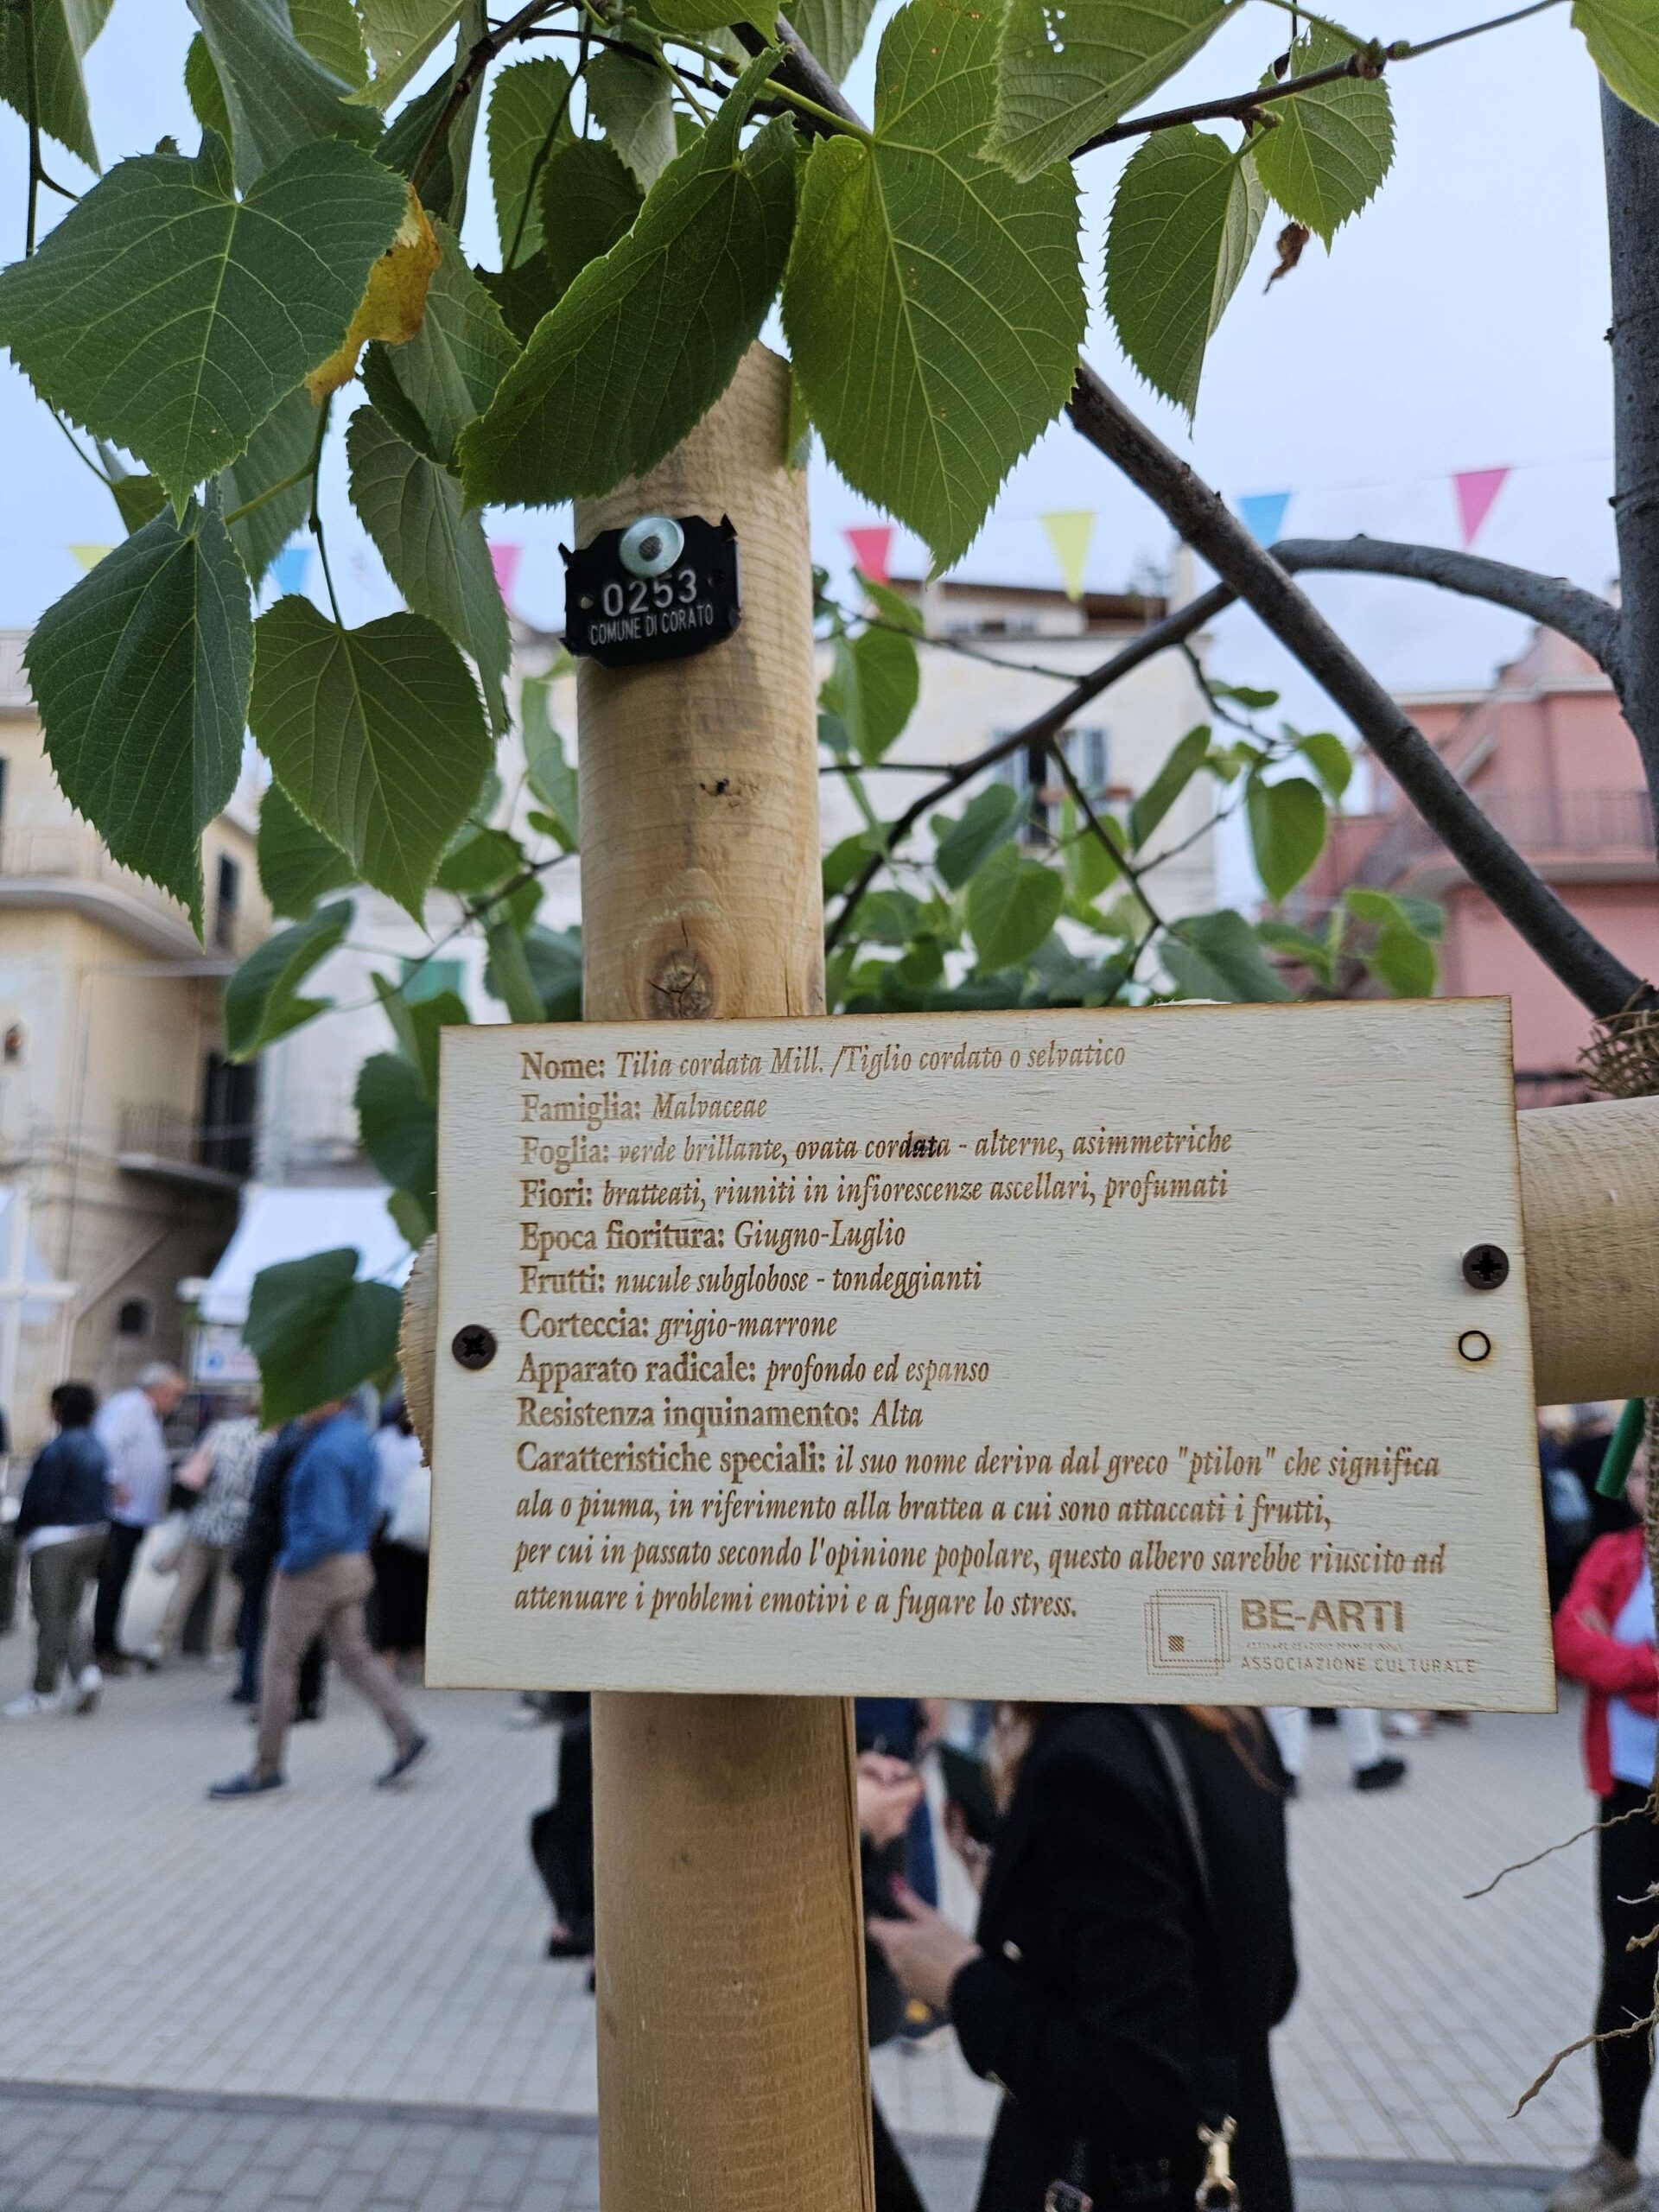 0253
COMUNE DI CORATO
Nome: Tilia cordata Mill. /Tiglio cordato o selvatico
Famiglia: Malvaceae
Foglia: verde brillante, ovata cordata - alterne, asimmetriche
Fiori: bratteati, riuniti in infiorescenze ascellari, profumati
Epoca fioritura: Giugno-Luglio
Frutti: nucule subglobose - tondeggianti
Corteccia: grigio-marrone
Apparato radicale: profondo ed espanso
Resistenza inquinamento: Alta
Caratteristiche speciali: il suo nome deriva dal greco "ptilon" che significa
ala o piuma, in riferimento alla brattea a cui sono attaccati i frutti,
per cui in passato secondo l'opinione popolare, questo albero sarebbe riuscito ad
attenuare i problemi emotivi e a fugare lo stress.
BE-ARTI
ASSOCIAZIONE CULTURALE